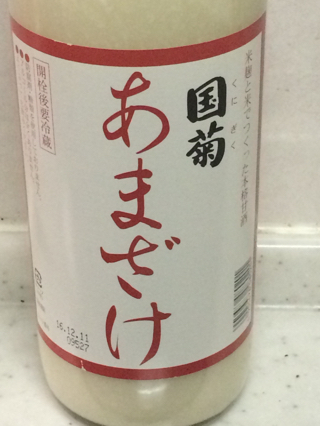 米麹と米でつくった本格甘酒
国菊
くにぎく
あまざけ
開栓後要冷蔵
16.12.11
09527